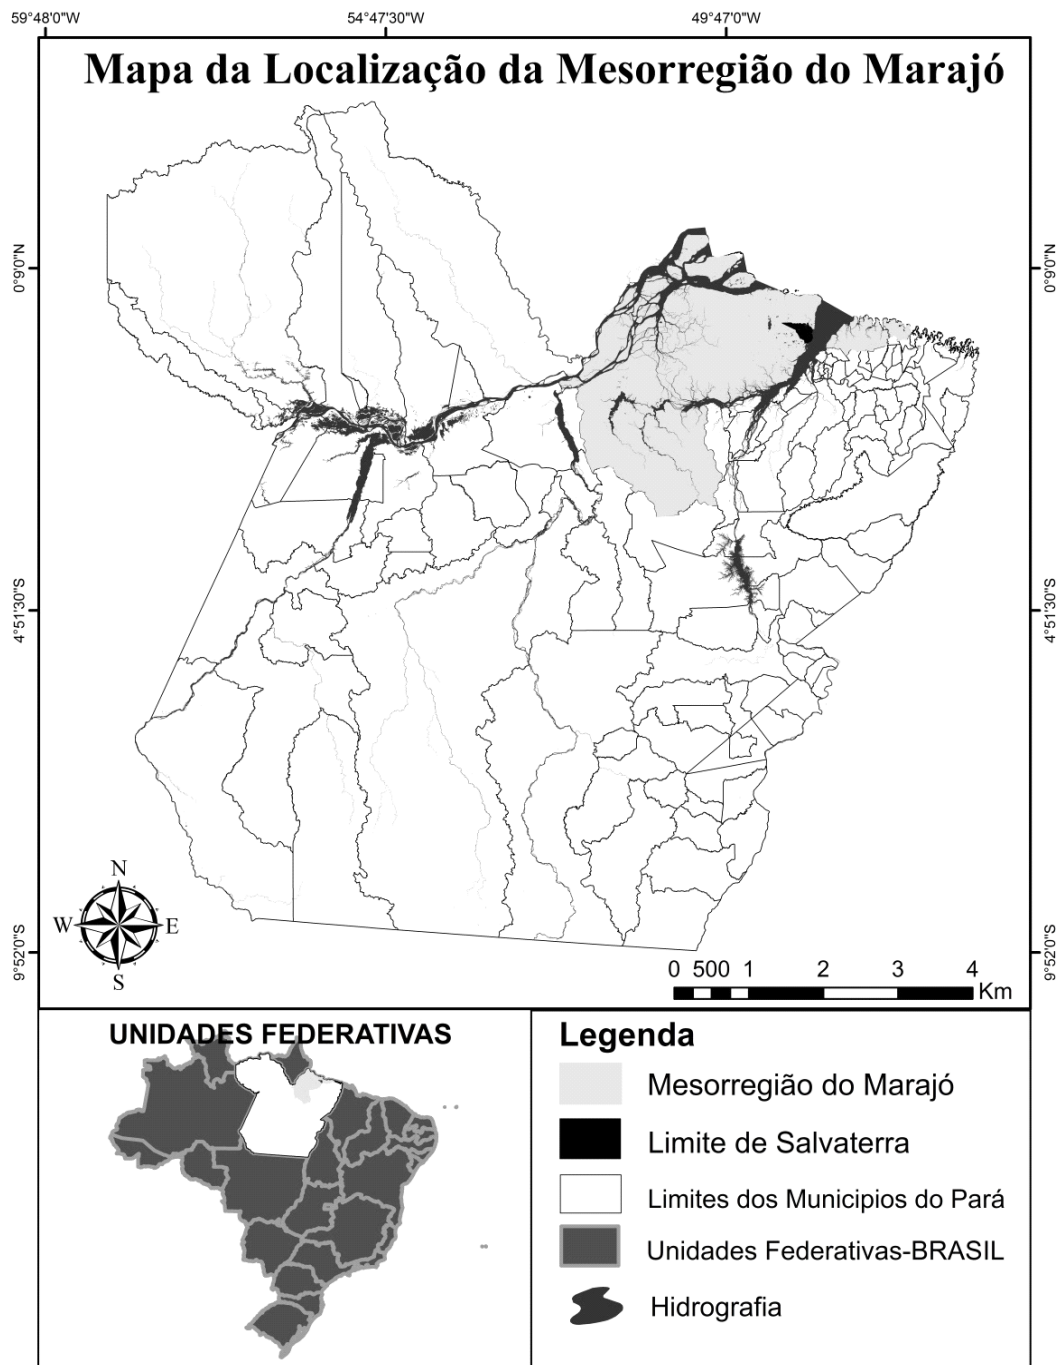 59°48'0"W 54°47'30"W 49°47'0"W
Mapa da Localização da Mesorregião do Marajó
0°9'0"N 0°9'0"N
4°51'30"S 4°51'30"S
9°52'0"S 9°52'0"S
N
W E
S
0 500 1 2 3 4
Km
UNIDADES FEDERATIVAS
Legenda
Mesorregião do Marajó
Limite de Salvaterra
Limites dos Municipios do Pará
Unidades Federativas-BRASIL
Hidrografia